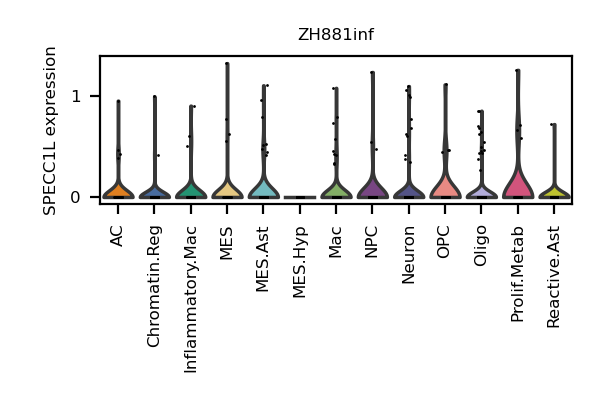 ZH881inf
SPECC1L expression
1
0
AC
Chromatin.Reg
Inflammatory.Mac
MES
MES.Ast
MES.Hyp
Mac
NPC
Neuron
OPC
Oligo
Prolif.Metab
Reactive.Ast